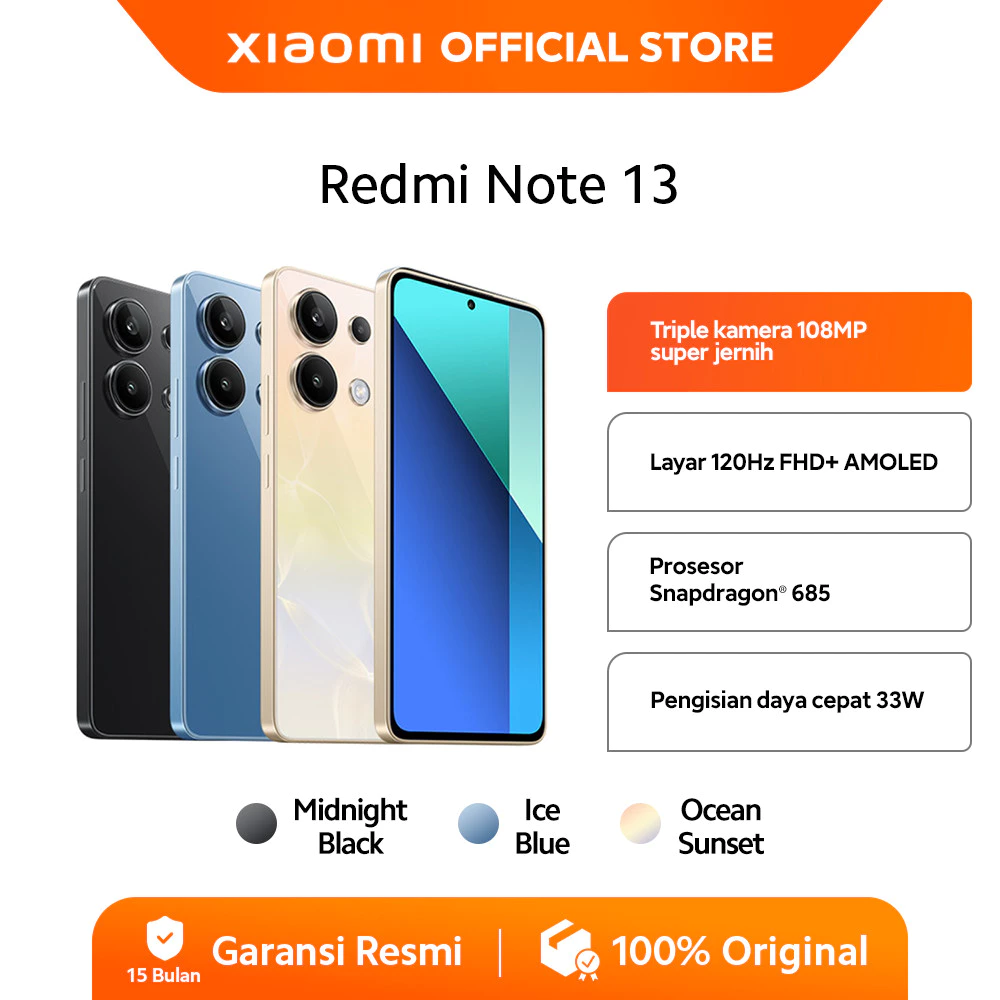 xiaomi OFFICIAL STORE
Redmi Note 13
Triple kamera 108MP
super jernih
Layar 120Hz FHD+ AMOLED
Prosesor
Snapdragon® 685
Pengisian daya cepat 33W
Midnight
Black
Ice
Blue
Ocean
Sunset
15 Bulan
Garansi Resmi
100% Original